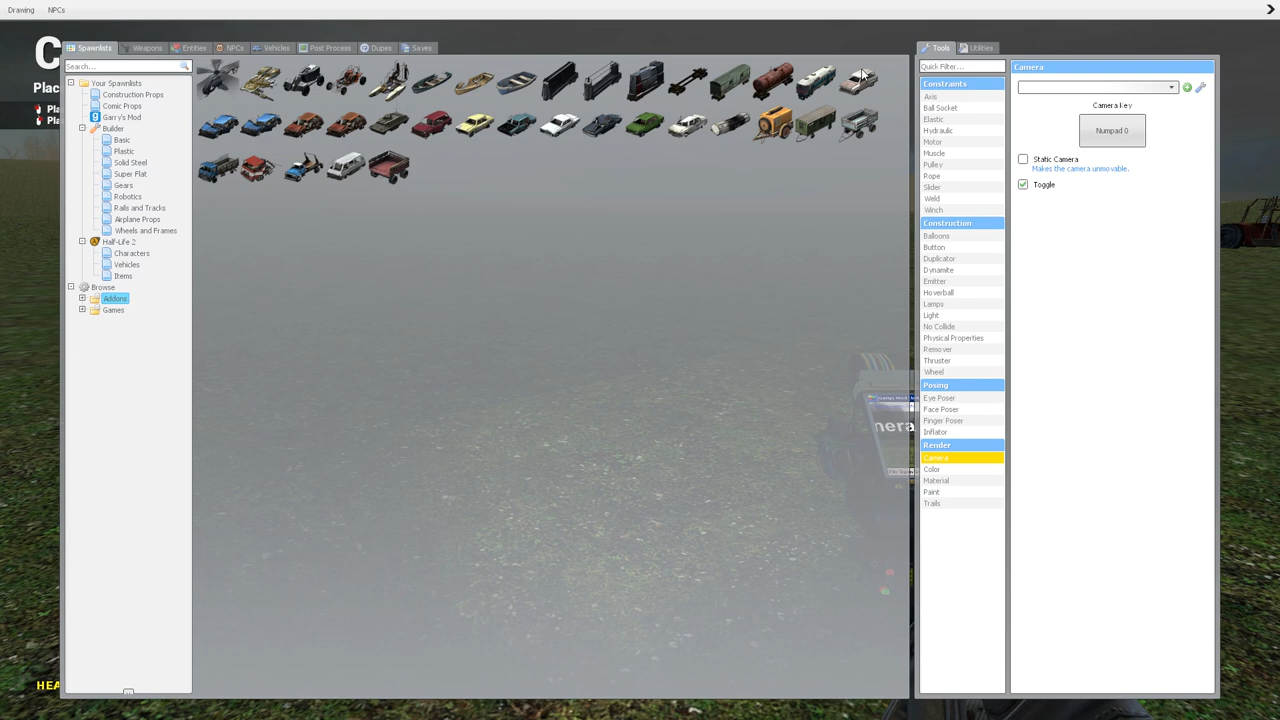 Drawing NPCs
C
Plac
Pla
Pla
HEA
Spawnlists Weapons Entities NPCs Vehicles Post Process Dupes Saves
Search...
Your Spawnlists
Construction Props
Comic Props
Garry's Mod
Builder
Basic
Plastic
Solid Steel
Super Flat
Gears
Robotics
Rails and Tracks
Airplane Props
Wheels and Frames
Half-Life 2
Characters
Vehicles
Items
Browse
Addons
Games
nera
Tools Utilities
Quick Filter...
Constraints
Axis
Ball Socket
Elastic
Hydraulic
Motor
Muscle
Pulley
Rope
Slider
Weld
Winch
Construction
Balloons
Button
Duplicator
Dynamite
Emitter
Hoverball
Lamps
Light
No Collide
Physical Properties
Remover
Thruster
Wheel
Posing
Eye Poser
Face Poser
Finger Poser
Inflator
Render
Camera
Color
Material
Paint
Trails
Camera
Camera Key
Numpad 0
Static Camera
Makes the camera unmovable.
Toggle